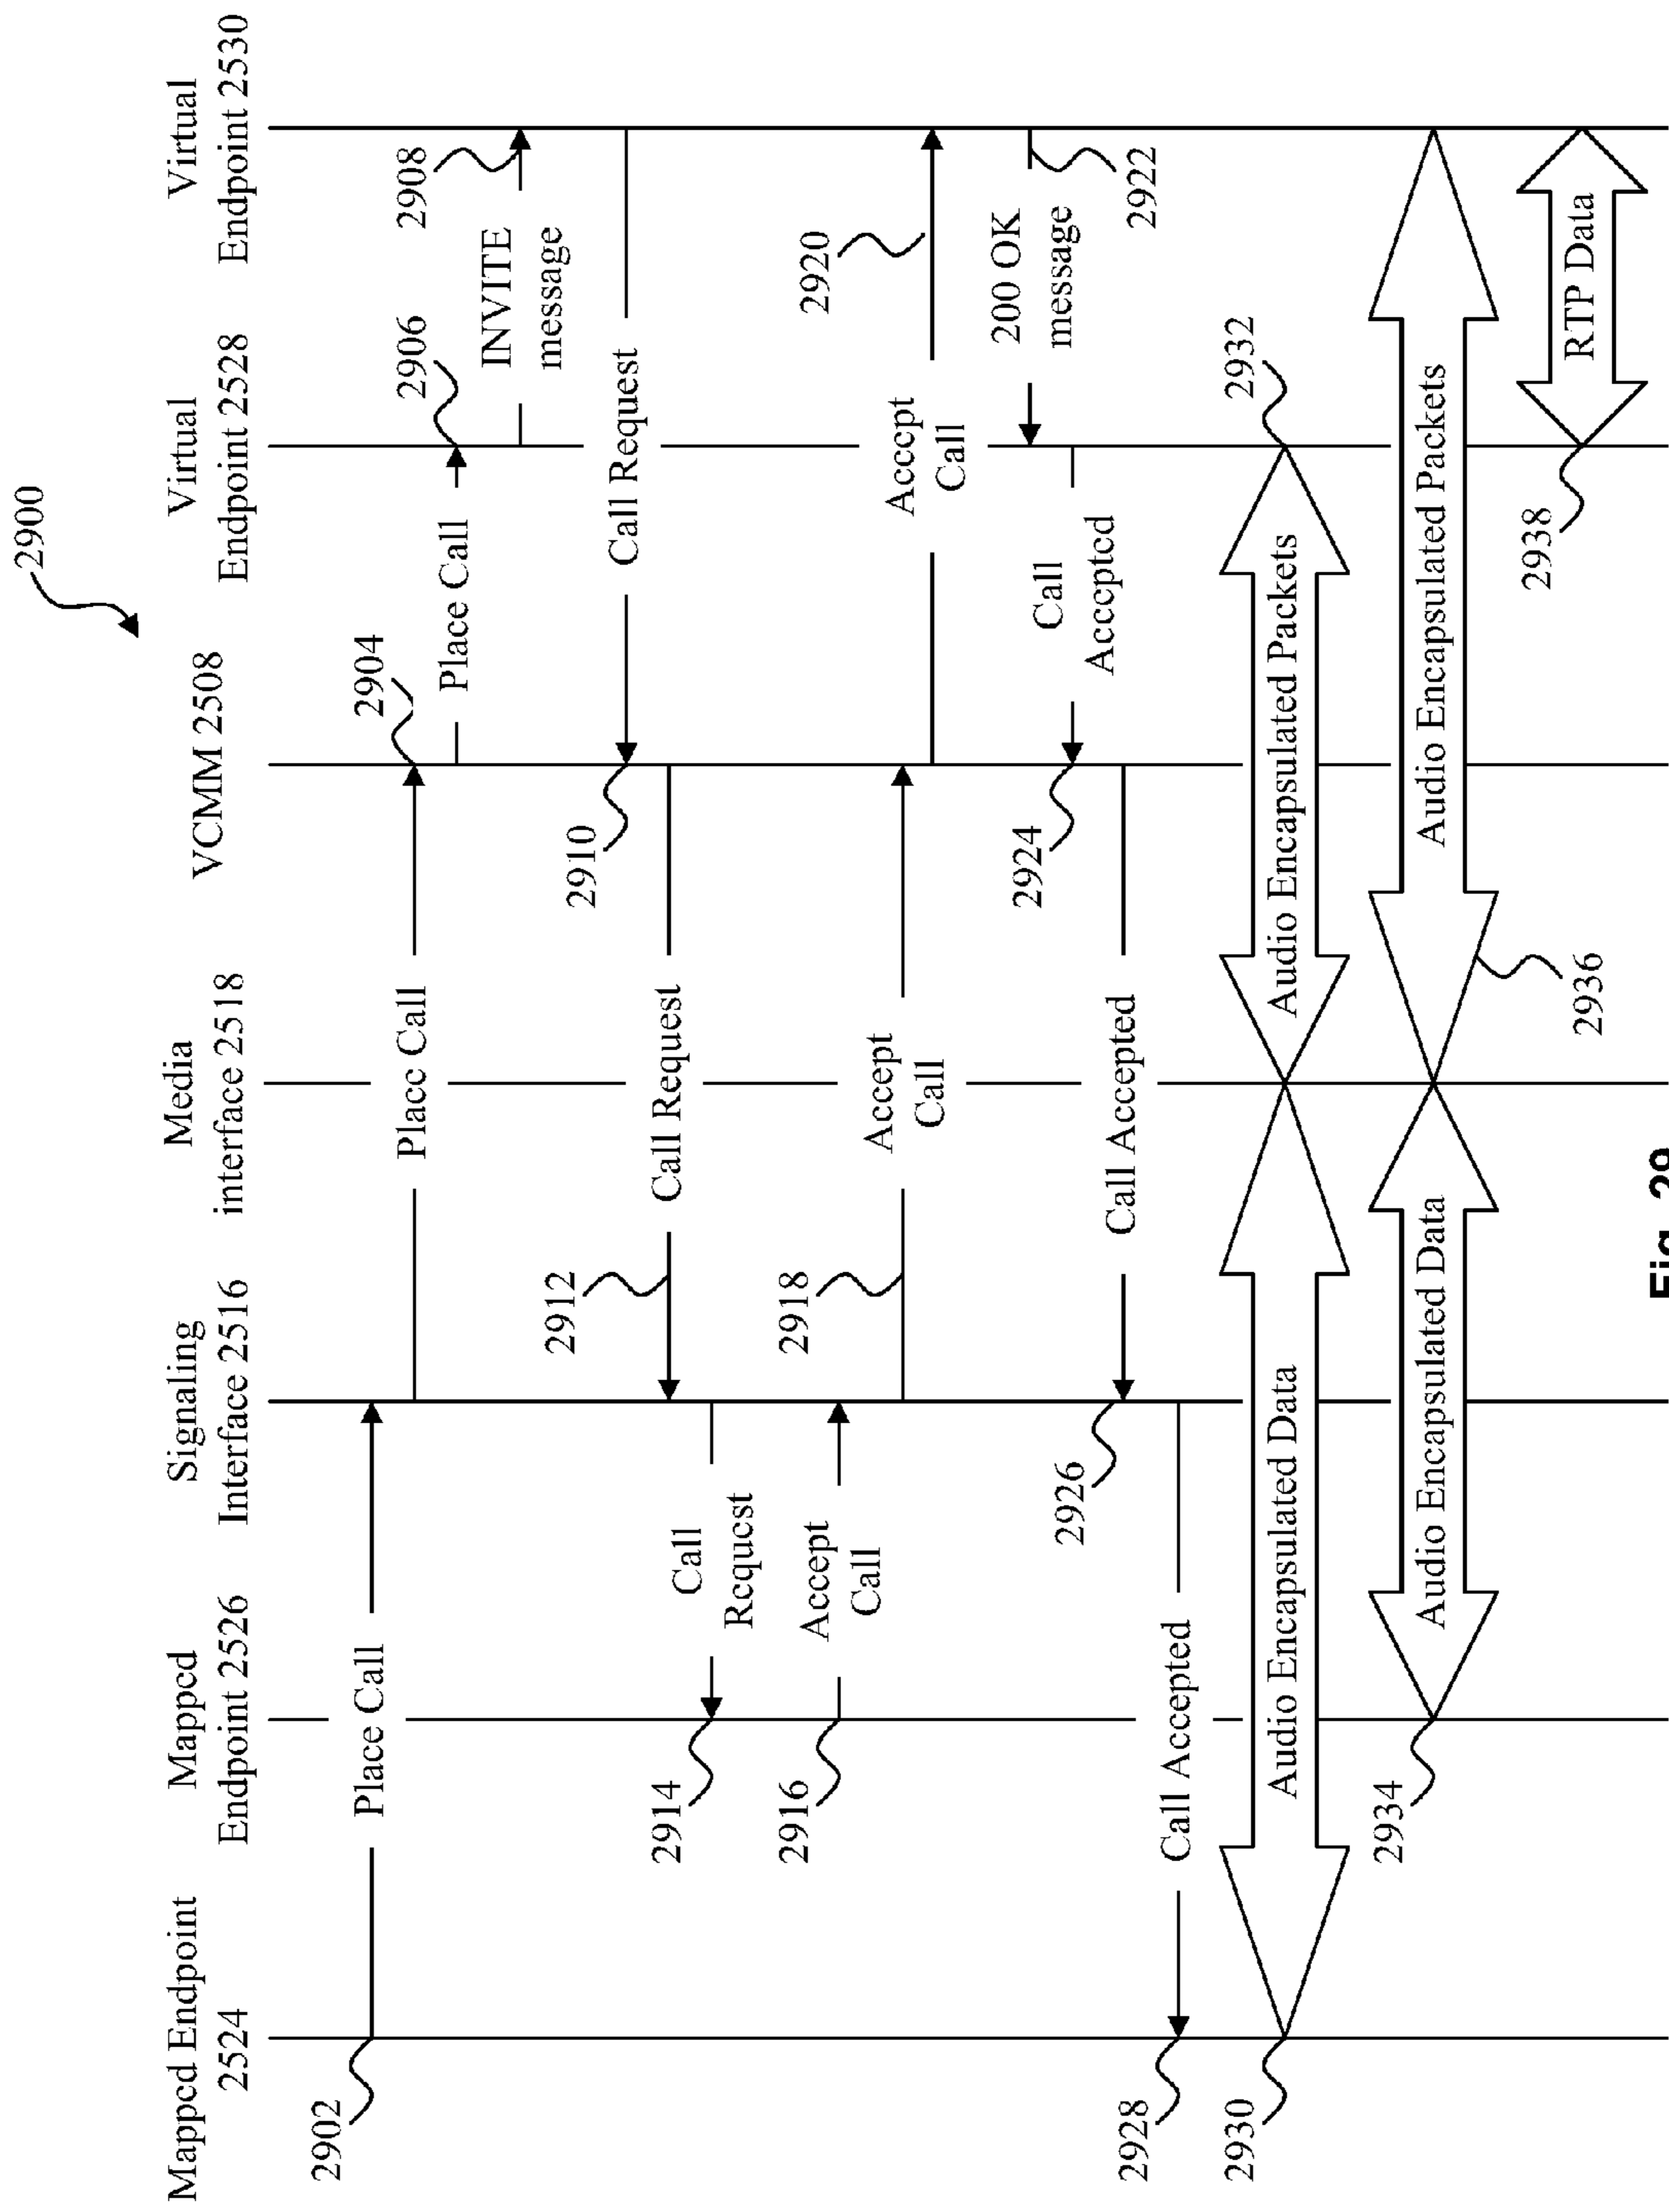 2900
Mapped Endpoint
2524
Mapped
Endpoint 2526
Signaling
Interface 2516
Media
interface 2518
VCMM 2508
Virtual
Endpoint 2528
Virtual
Endpoint 2530
2902
Place Call
Place Call
2904
Place Call
2906
INVITE
message
2908
Call Request
2910
Call Request
2912
Call
Request
2914
Accept
Call
2916
Accept
Call
2918
Accept
Call
2920
200 OK
message
2922
Call
Accepted
2924
Call Accepted
2926
Call Accepted
2928
2930
Audio Encapsulated Data
Audio Encapsulated Packets
2932
2934
Audio Encapsulated Data
Audio Encapsulated Packets
2936
RTP Data
2938
Fig. 29